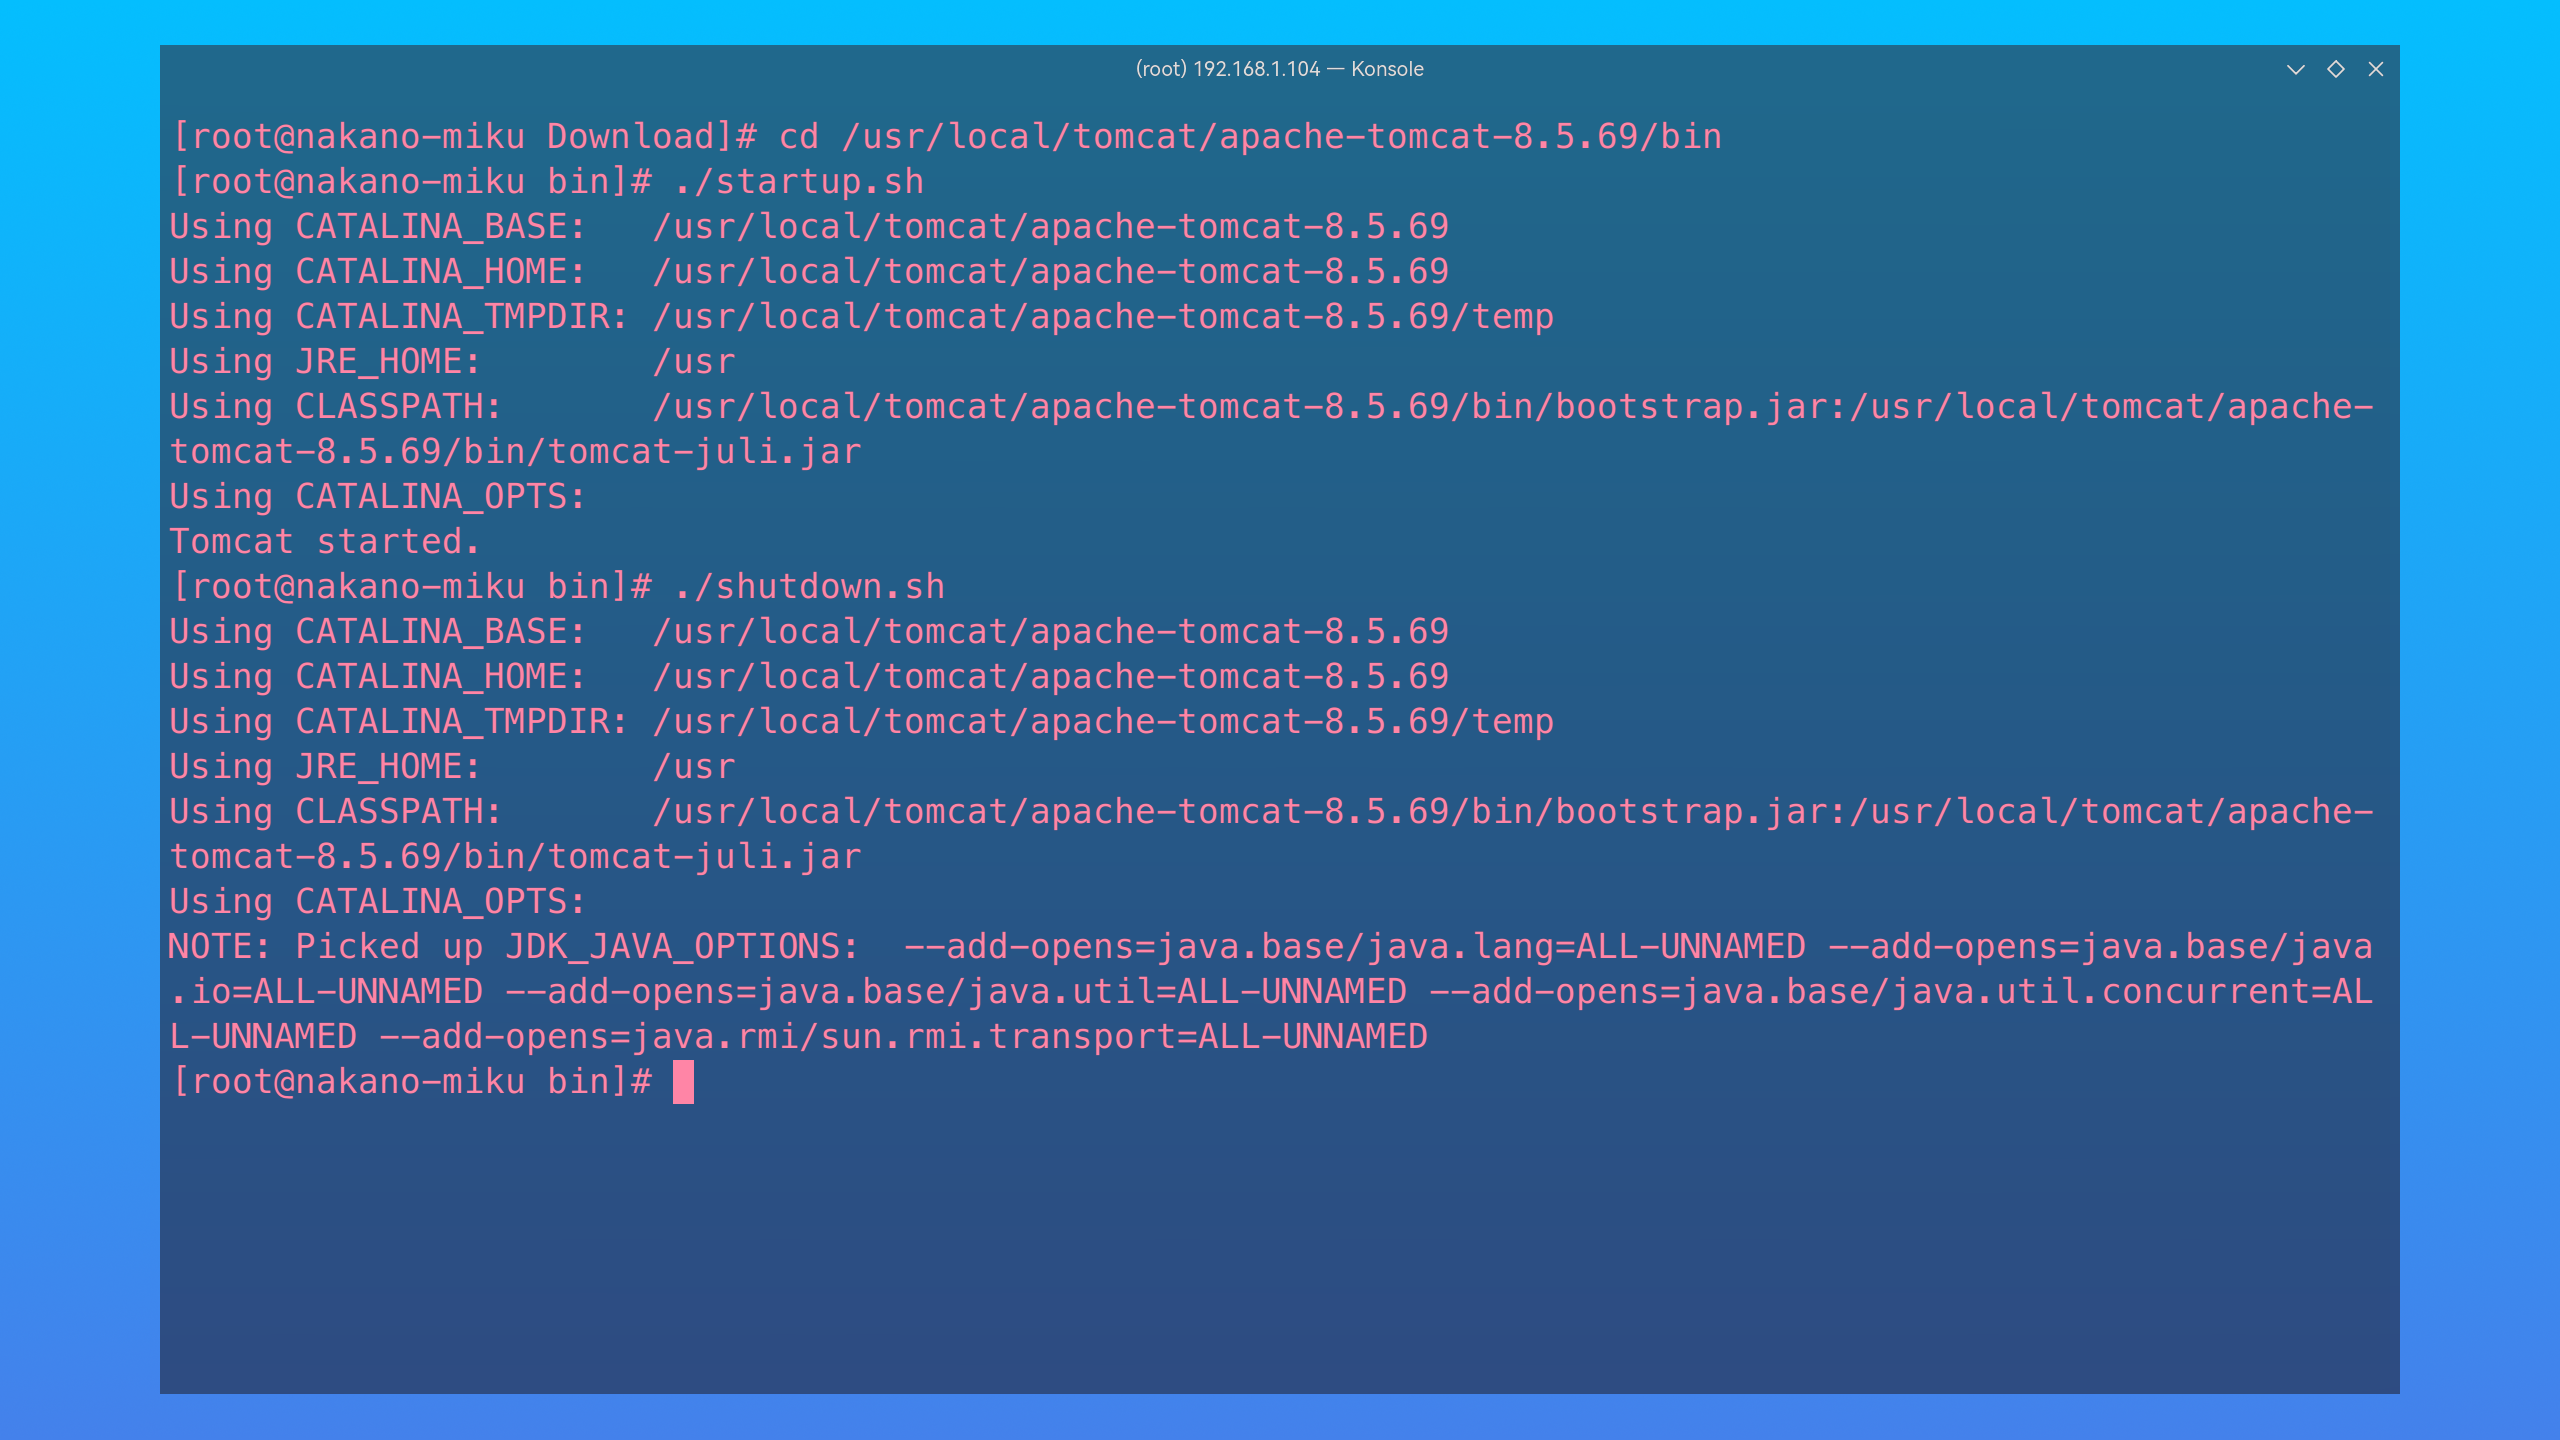 (root) 192.168.1.104 — Konsole
[root@nakano-miku Download]# cd /usr/local/tomcat/apache-tomcat-8.5.69/bin
[root@nakano-miku bin]# ./startup.sh
Using CATALINA_BASE:   /usr/local/tomcat/apache-tomcat-8.5.69
Using CATALINA_HOME:   /usr/local/tomcat/apache-tomcat-8.5.69
Using CATALINA_TMPDIR: /usr/local/tomcat/apache-tomcat-8.5.69/temp
Using JRE_HOME:        /usr
Using CLASSPATH:       /usr/local/tomcat/apache-tomcat-8.5.69/bin/bootstrap.jar:/usr/local/tomcat/apache-
tomcat-8.5.69/bin/tomcat-juli.jar
Using CATALINA_OPTS:
Tomcat started.
[root@nakano-miku bin]# ./shutdown.sh
Using CATALINA_BASE:   /usr/local/tomcat/apache-tomcat-8.5.69
Using CATALINA_HOME:   /usr/local/tomcat/apache-tomcat-8.5.69
Using CATALINA_TMPDIR: /usr/local/tomcat/apache-tomcat-8.5.69/temp
Using JRE_HOME:        /usr
Using CLASSPATH:       /usr/local/tomcat/apache-tomcat-8.5.69/bin/bootstrap.jar:/usr/local/tomcat/apache-
tomcat-8.5.69/bin/tomcat-juli.jar
Using CATALINA_OPTS:
NOTE: Picked up JDK_JAVA_OPTIONS:  --add-opens=java.base/java.lang=ALL-UNNAMED --add-opens=java.base/java
.io=ALL-UNNAMED --add-opens=java.base/java.util=ALL-UNNAMED --add-opens=java.base/java.util.concurrent=AL
L-UNNAMED --add-opens=java.rmi/sun.rmi.transport=ALL-UNNAMED
[root@nakano-miku bin]#